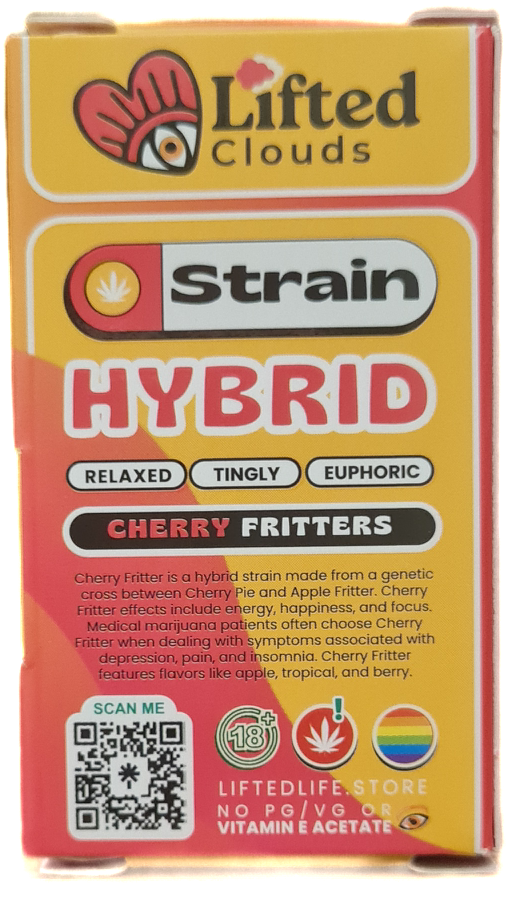 Lifted
Clouds
Strain
HYBRID
RELAXED TINGLY EUPHORIC
CHERRY FRITTERS
Cherry Fritter is a hybrid strain made from a genetic
cross between Cherry Pie and Apple Fritter. Cherry
Fritter effects include energy, happiness, and focus.
Medical marijuana patients often choose Cherry
Fritter when dealing with symptoms associated with
depression, pain, and insomnia. Cherry Fritter
features flavors like apple, tropical, and berry.
SCAN ME
18+
!
LIFTEDLIFE.STORE
NO PG/VG OR
VITAMIN E ACETATE